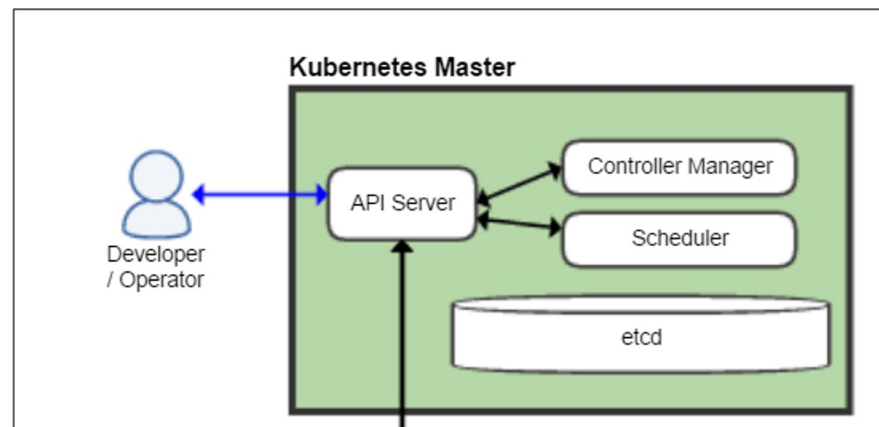 Kubernetes Master
API Server
Controller Manager
Scheduler
Developer
/ Operator
etcd